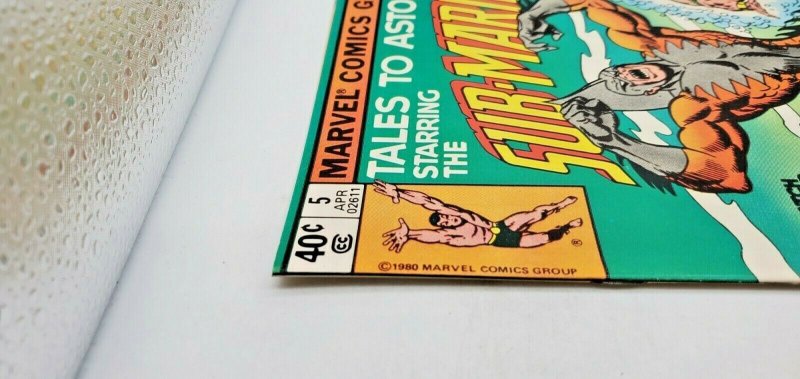 MARVEL® COMICS G
TALES TO ASTO
STARRING
THE
SUB-MARI
40¢
5
APR
02611
CC
©1980 MARVEL COMICS GROUP
®